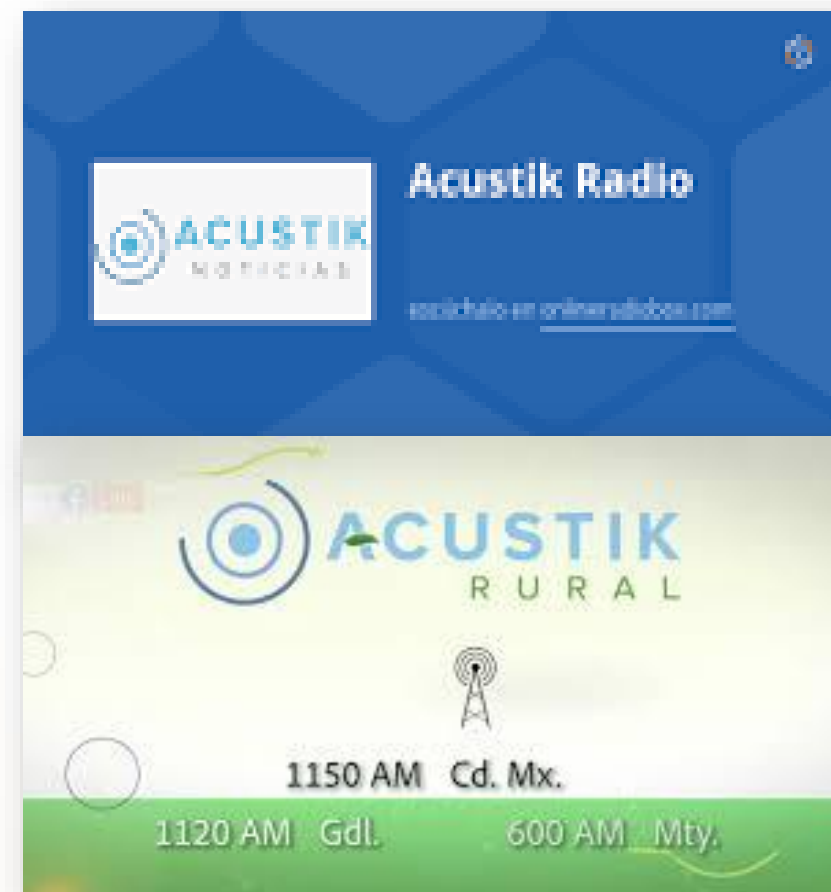 Acustik Radio
ACUSTIK
NOTICIAS
escúchalo en onlineradiobox.com
ACUSTIK
RURAL
1150 AM Cd. Mx.
1120 AM Gdl.
600 AM Mty.